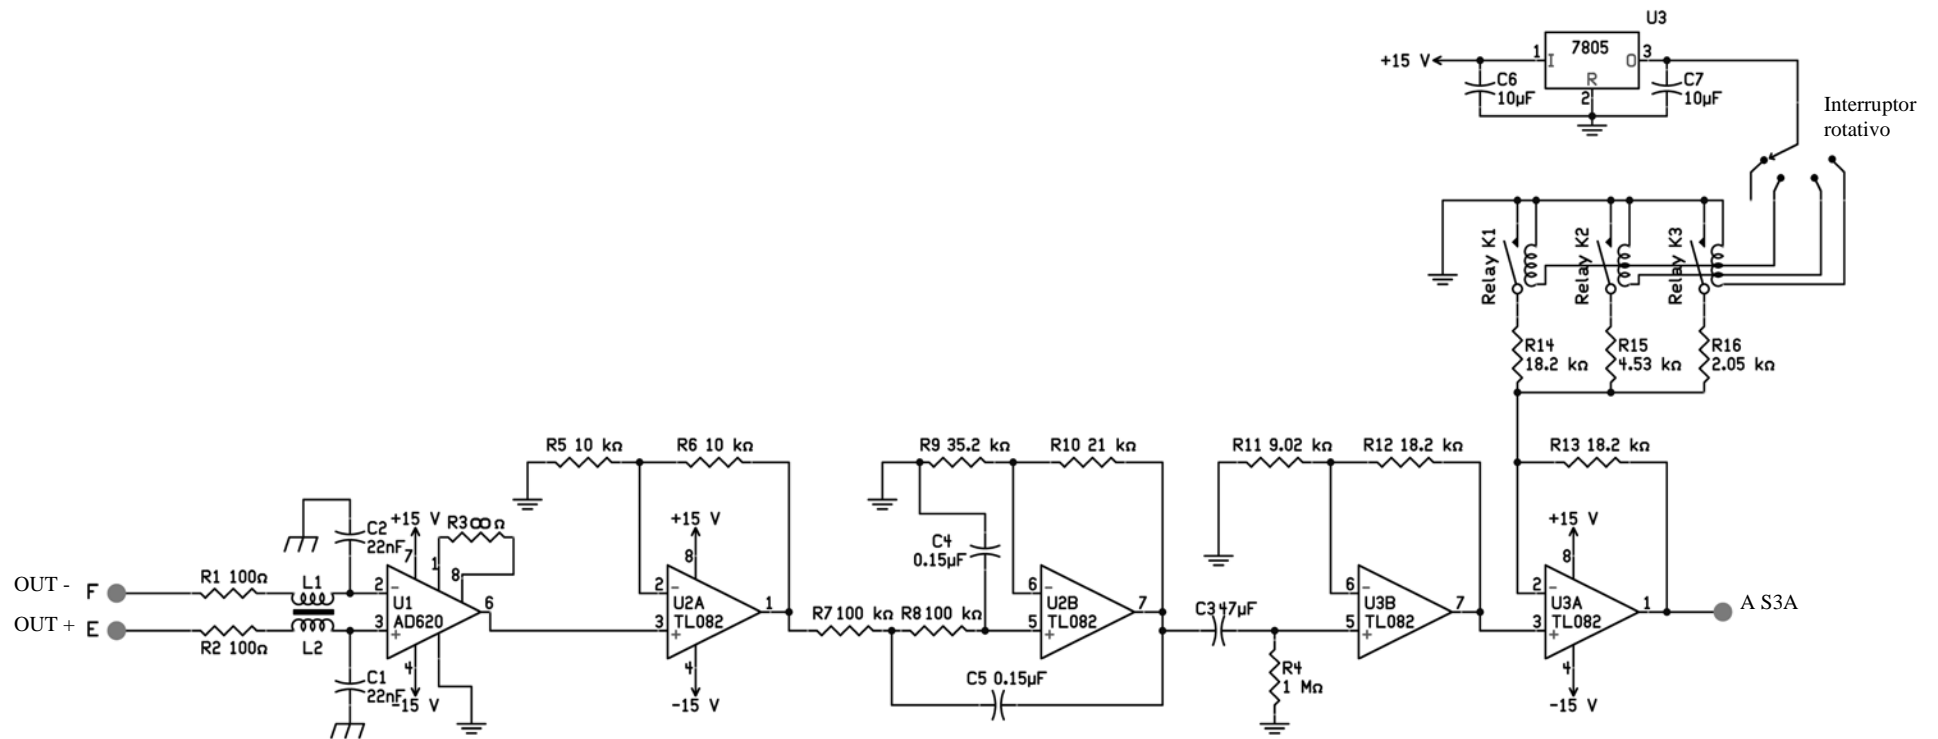 U3
7805
+15 V
1
I
O
3
R
2
C6
10µF
C7
10µF
Interruptor
rotativo
Relay K1
Relay K2
Relay K3
R14
18.2 kΩ
R15
4.53 kΩ
R16
2.05 kΩ
R5 10 kΩ
R6 10 kΩ
R9 35.2 kΩ
R10 21 kΩ
R11 9.02 kΩ
R12 18.2 kΩ
R13 18.2 kΩ
C2
22nF
+15 V
7
R3 ∞ Ω
1
8
OUT - F
R1 100Ω
L1
2
-
U1
AD620
6
OUT + E
R2 100Ω
L2
3
+
4
-15 V
C1
22nF
+15 V
8
2
-
U2A
TL082
1
3
+
4
-15 V
R7 100 kΩ
R8 100 kΩ
C4
0.15µF
6
-
U2B
TL082
7
5
+
C5 0.15µF
C3 47µF
R4
1 MΩ
6
-
U3B
TL082
7
5
+
+15 V
8
2
-
U3A
TL082
1
3
+
4
-15 V
A S3A